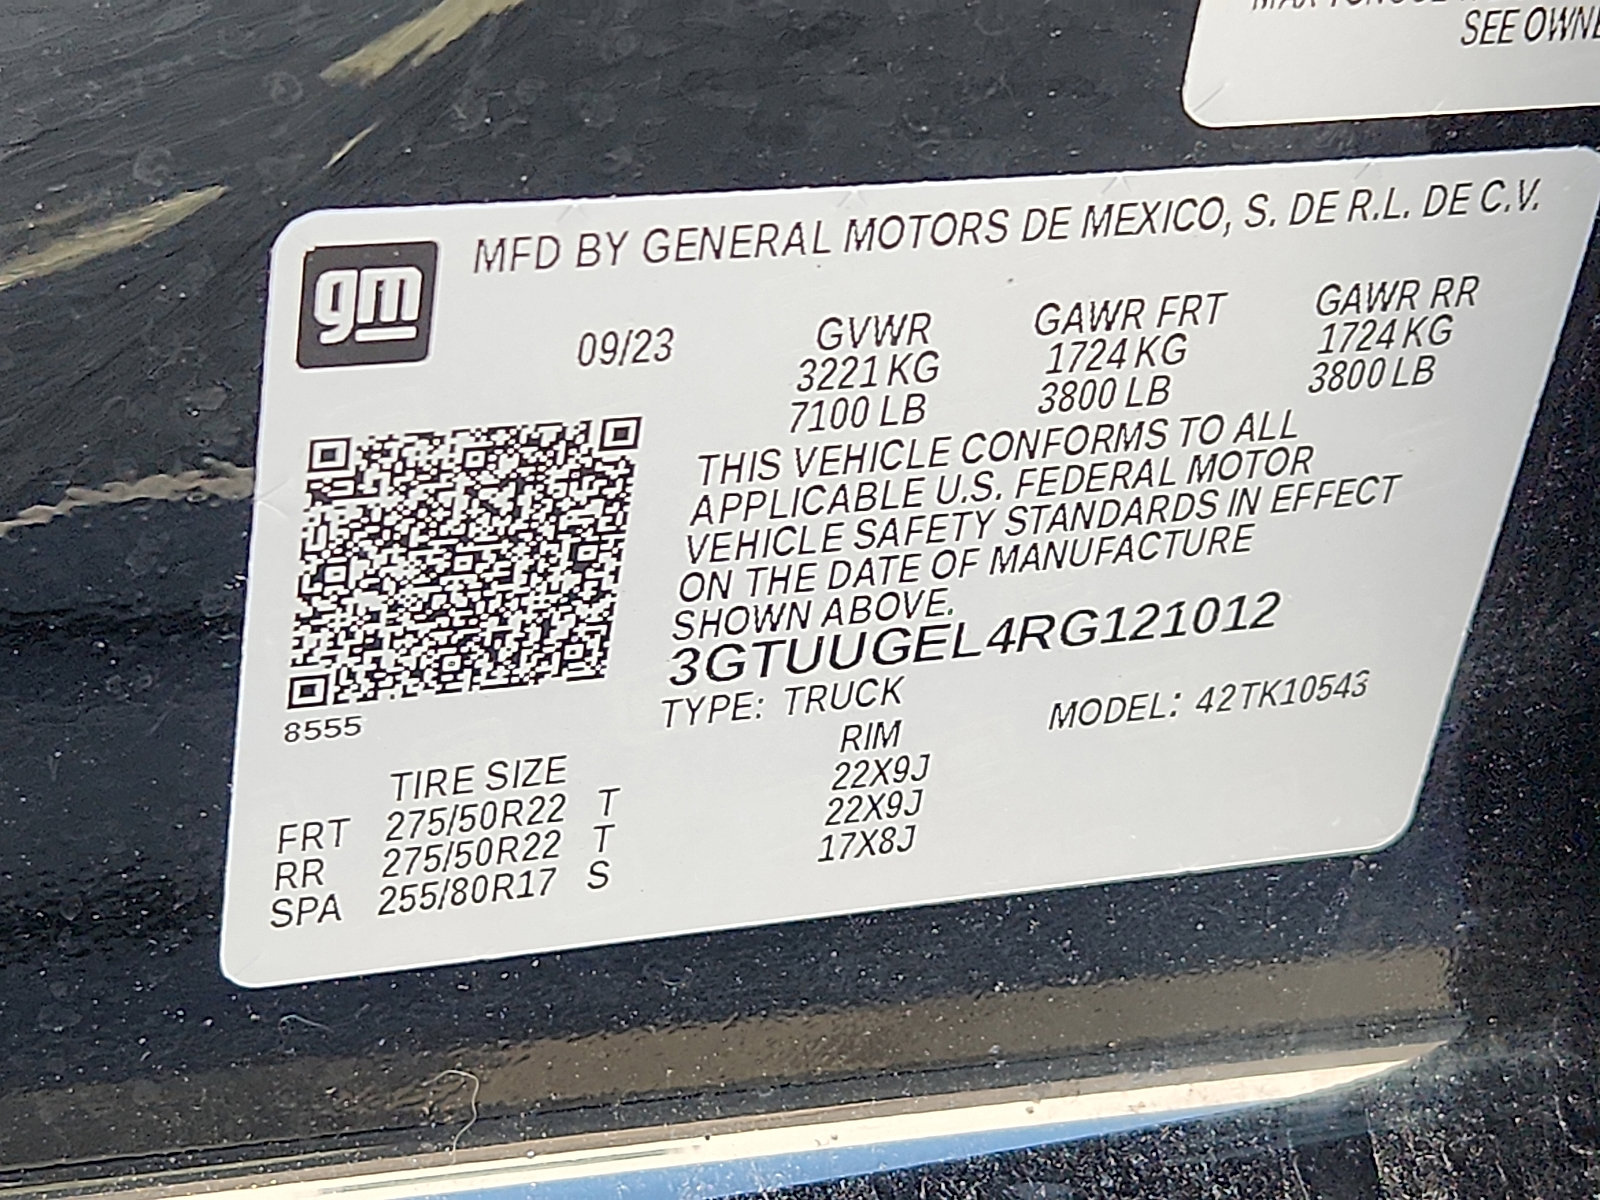 SEE OWNE
gm
MFD BY GENERAL MOTORS DE MEXICO, S. DE R.L. DE C.V.
09/23 GVWR GAWR FRT GAWR RR
3221 KG 1724 KG 1724 KG
7100 LB 3800 LB 3800 LB
THIS VEHICLE CONFORMS TO ALL
APPLICABLE U.S. FEDERAL MOTOR
VEHICLE SAFETY STANDARDS IN EFFECT
ON THE DATE OF MANUFACTURE
SHOWN ABOVE.
3GTUUGEL4RG121012
TYPE: TRUCK MODEL: 42TK10543
8555
TIRE SIZE RIM
FRT 275/50R22 T 22X9J
RR 275/50R22 T 22X9J
SPA 255/80R17 S 17X8J